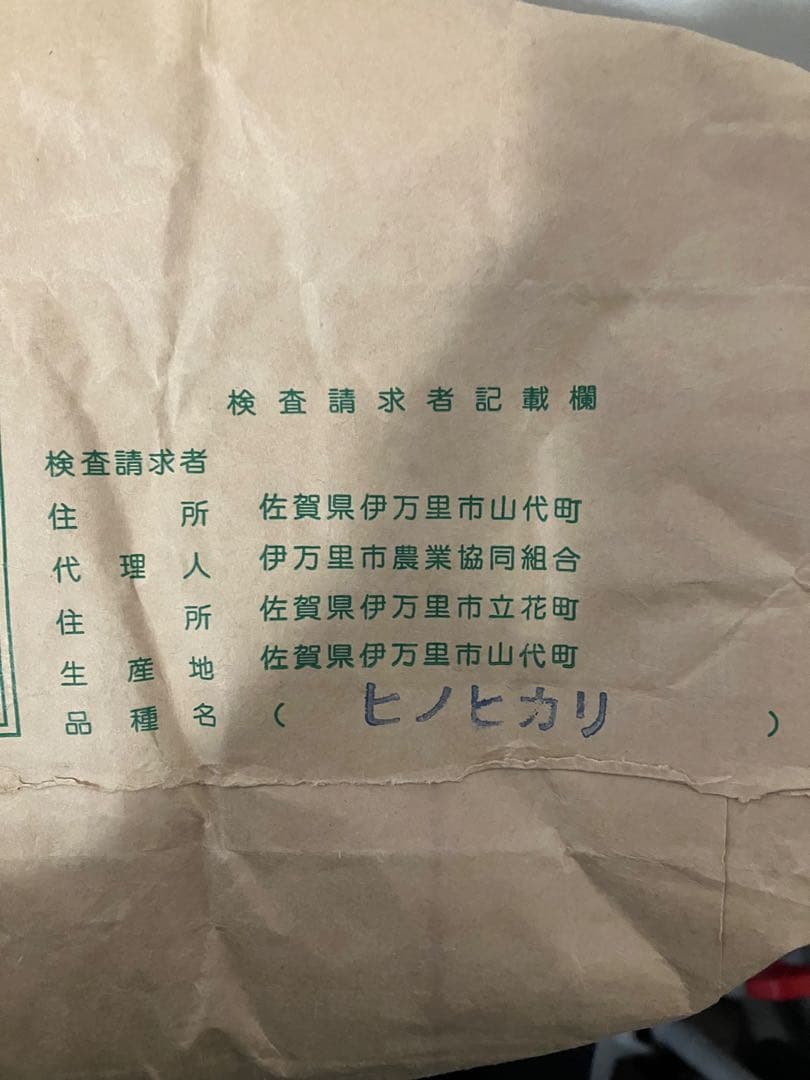 検査請求者記載欄
検査請求者
住所 佐賀県伊万里市山代町
代理人 伊万里市農業協同組合
住所 佐賀県伊万里市立花町
生産地 佐賀県伊万里市山代町
品種名 ( ヒノヒカリ )